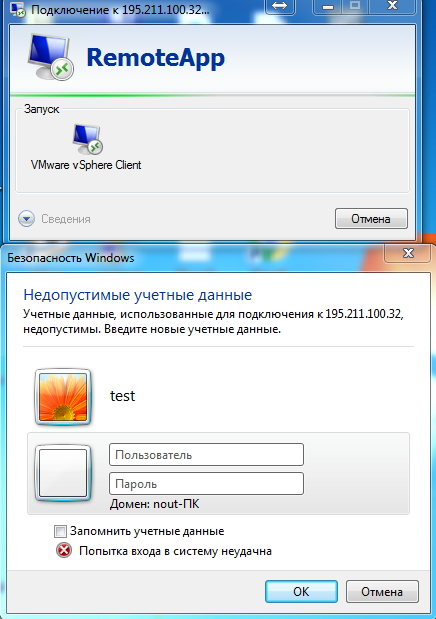 Подключение к 195.211.100.32...
RemoteApp
Запуск
VMware vSphere Client
Сведения
Отмена
Безопасность Windows
Недопустимые учетные данные
Учетные данные, использованные для подключения к 195.211.100.32,
недопустимы. Введите новые учетные данные.
test
Пользователь
Пароль
Домен: nout-ПК
Запомнить учетные данные
Попытка входа в систему неудачна
OK
Отмена